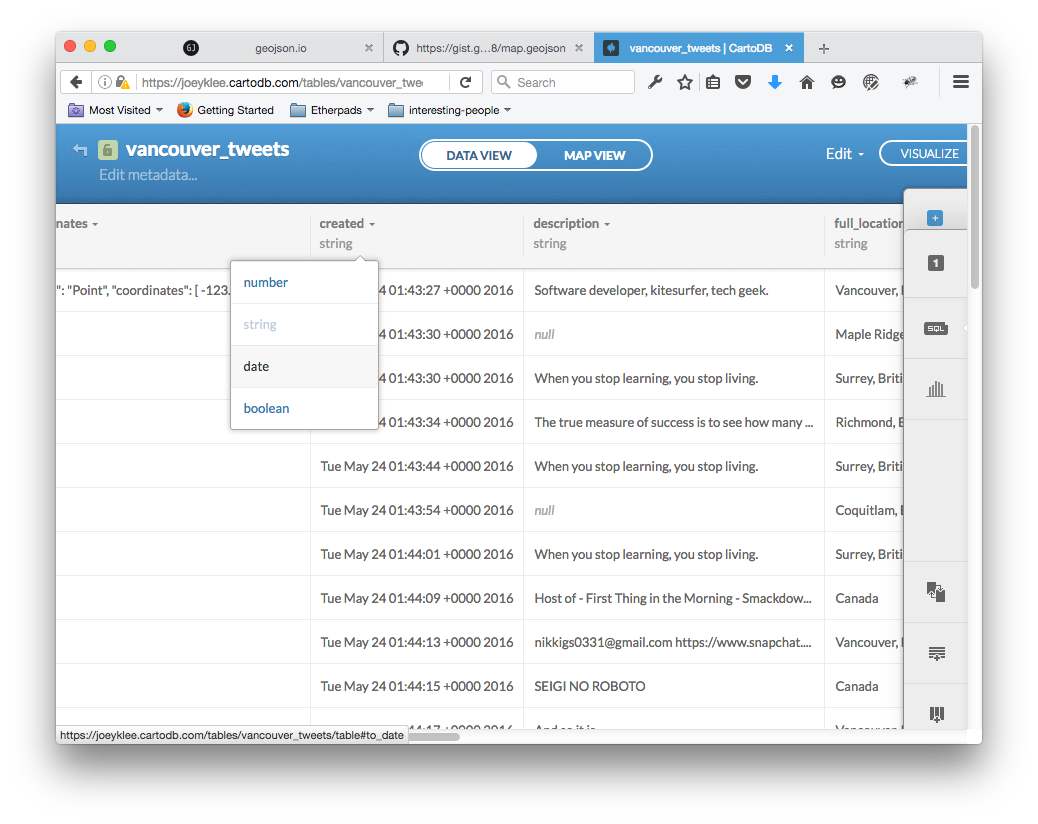 GJ geojson.io https://gist.g…8/map.geojson vancouver_tweets | CartoDB
https://joeyklee.cartodb.com/tables/vancouver_twe Search
Most Visited Getting Started Etherpads interesting-people
vancouver_tweets DATA VIEW MAP VIEW Edit VISUALIZE
Edit metadata...
nates created description full_location
string string string
number
string
date
boolean
": "Point", "coordinates": [ -123. 4 01:43:27 +0000 2016 Software developer, kitesurfer, tech geek. Vancouver,
4 01:43:30 +0000 2016 null Maple Ridge
4 01:43:30 +0000 2016 When you stop learning, you stop living. Surrey, Briti
4 01:43:34 +0000 2016 The true measure of success is to see how many ... Richmond, B
Tue May 24 01:43:44 +0000 2016 When you stop learning, you stop living. Surrey, Briti
Tue May 24 01:43:54 +0000 2016 null Coquitlam,
Tue May 24 01:44:01 +0000 2016 When you stop learning, you stop living. Surrey, Briti
Tue May 24 01:44:09 +0000 2016 Host of - First Thing in the Morning - Smackdow... Canada
Tue May 24 01:44:13 +0000 2016 nikkigs0331@gmail.com https://www.snapchat.... Vancouver,
Tue May 24 01:44:15 +0000 2016 SEIGI NO ROBOTO Canada
1
SQL
https://joeyklee.cartodb.com/tables/vancouver_tweets/table#to_date